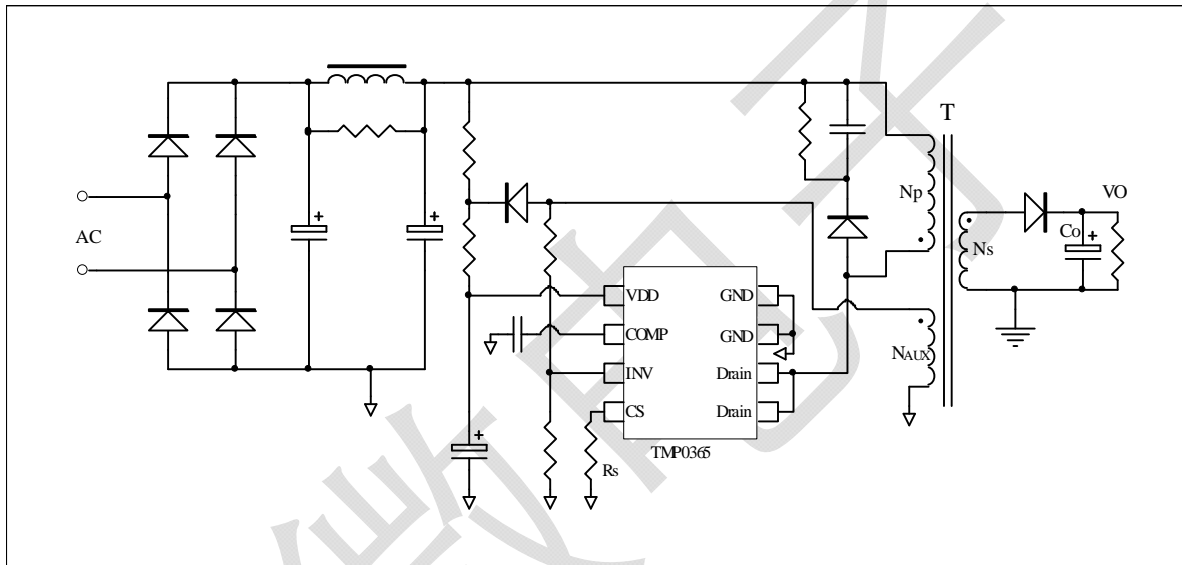 T
Np
VO
AC
Co
Ns
VDD
GND
COMP
GND
INV
Drain
NAUX
CS
Drain
Rs
TMP0365